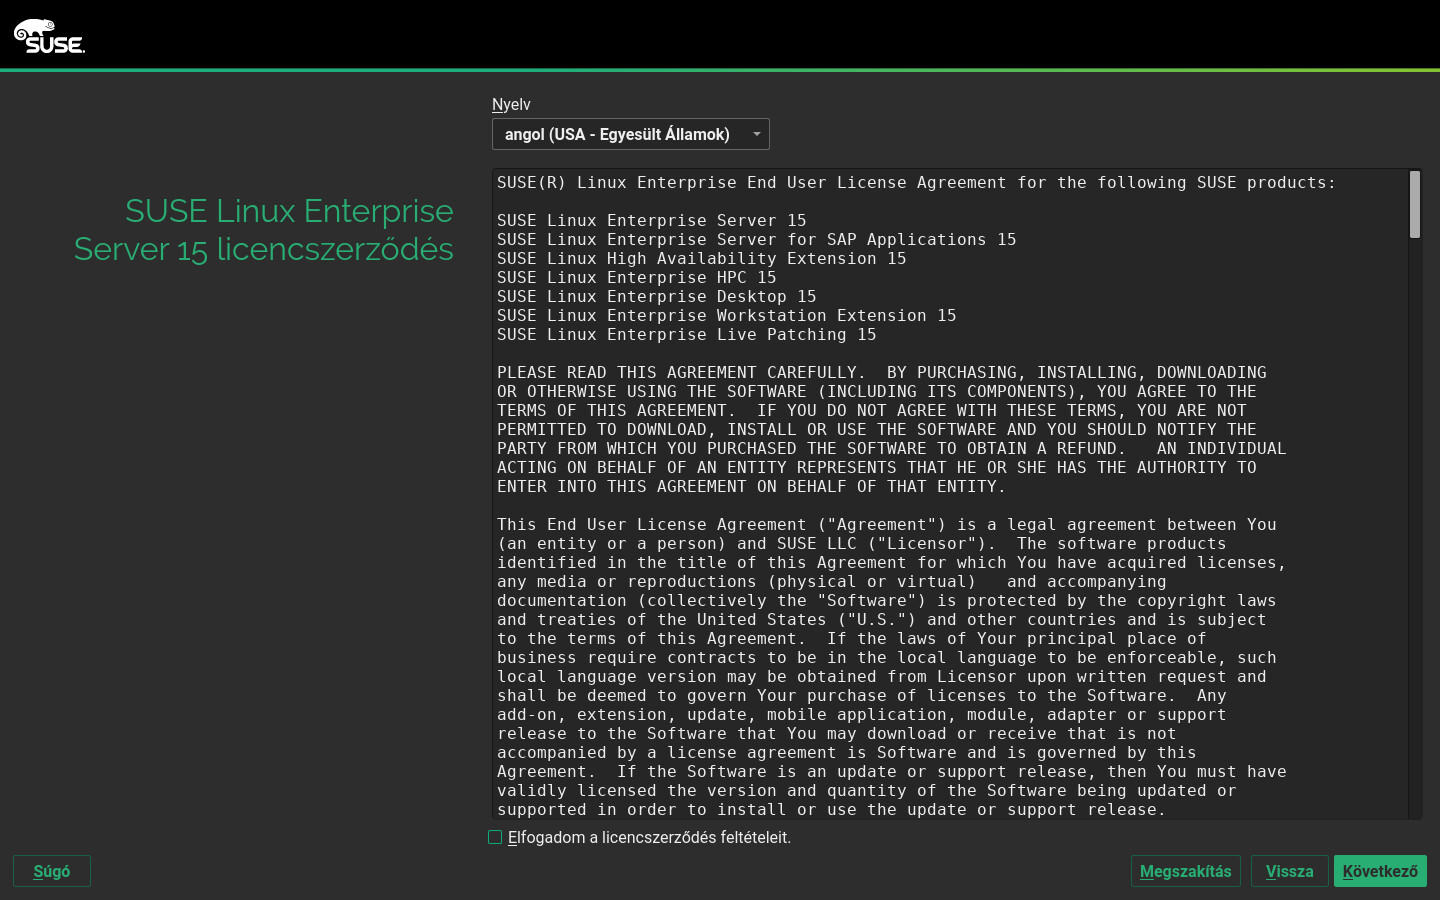 SUSE
Nyelv
angol (USA - Egyesült Államok)
SUSE Linux Enterprise
Server 15 licencszerződés
SUSE(R) Linux Enterprise End User License Agreement for the following SUSE products:
SUSE Linux Enterprise Server 15
SUSE Linux Enterprise Server for SAP Applications 15
SUSE Linux High Availability Extension 15
SUSE Linux Enterprise HPC 15
SUSE Linux Enterprise Desktop 15
SUSE Linux Enterprise Workstation Extension 15
SUSE Linux Enterprise Live Patching 15
PLEASE READ THIS AGREEMENT CAREFULLY.  BY PURCHASING, INSTALLING, DOWNLOADING
OR OTHERWISE USING THE SOFTWARE (INCLUDING ITS COMPONENTS), YOU AGREE TO THE
TERMS OF THIS AGREEMENT.  IF YOU DO NOT AGREE WITH THESE TERMS, YOU ARE NOT
PERMITTED TO DOWNLOAD, INSTALL OR USE THE SOFTWARE AND YOU SHOULD NOTIFY THE
PARTY FROM WHICH YOU PURCHASED THE SOFTWARE TO OBTAIN A REFUND.   AN INDIVIDUAL
ACTING ON BEHALF OF AN ENTITY REPRESENTS THAT HE OR SHE HAS THE AUTHORITY TO
ENTER INTO THIS AGREEMENT ON BEHALF OF THAT ENTITY.
This End User License Agreement ("Agreement") is a legal agreement between You
(an entity or a person) and SUSE LLC ("Licensor").  The software products
identified in the title of this Agreement for which You have acquired licenses,
any media or reproductions (physical or virtual)   and accompanying
documentation (collectively the "Software") is protected by the copyright laws
and treaties of the United States ("U.S.") and other countries and is subject
to the terms of this Agreement.  If the laws of Your principal place of
business require contracts to be in the local language to be enforceable, such
local language version may be obtained from Licensor upon written request and
shall be deemed to govern Your purchase of licenses to the Software.  Any
add-on, extension, update, mobile application, module, adapter or support
release to the Software that You may download or receive that is not
accompanied by a license agreement is Software and is governed by this
Agreement.  If the Software is an update or support release, then You must have
validly licensed the version and quantity of the Software being updated or
supported in order to install or use the update or support release.
Elfogadom a licencszerződés feltételeit.
Súgó
Megszakítás
Vissza
Következő